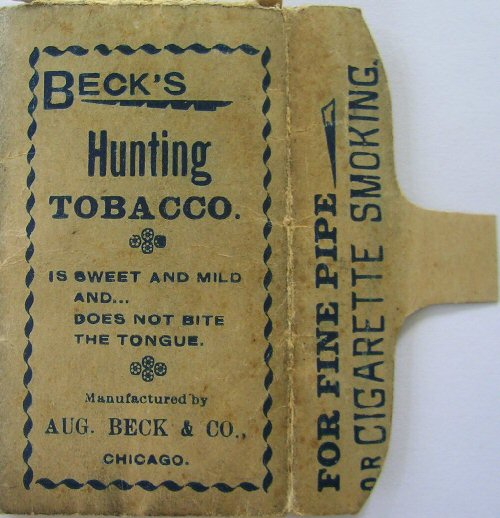 BECK'S
Hunting
TOBACCO.
IS SWEET AND MILD
AND...
DOES NOT BITE
THE TONGUE.
Manufactured by
AUG. BECK & CO.,
CHICAGO.
FOR FINE PIPE
OR CIGARETTE SMOKING.